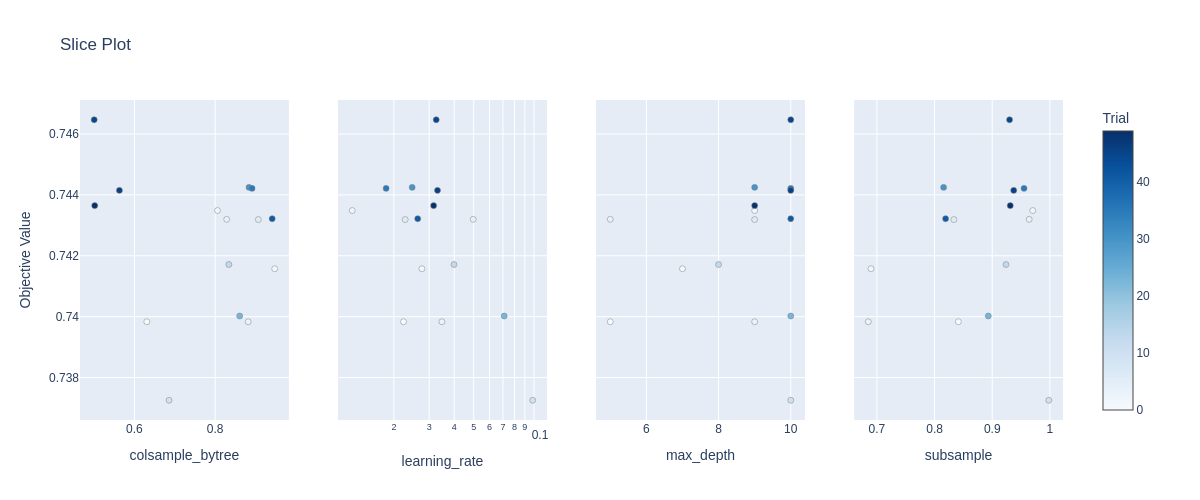 Slice Plot
Objective Value
0.746
0.744
0.742
0.74
0.738
0.6 0.8
colsample_bytree
2 3 4 5 6 7 8 9 0.1
learning_rate
6 8 10
max_depth
0.7 0.8 0.9 1
subsample
Trial
40
30
20
10
0